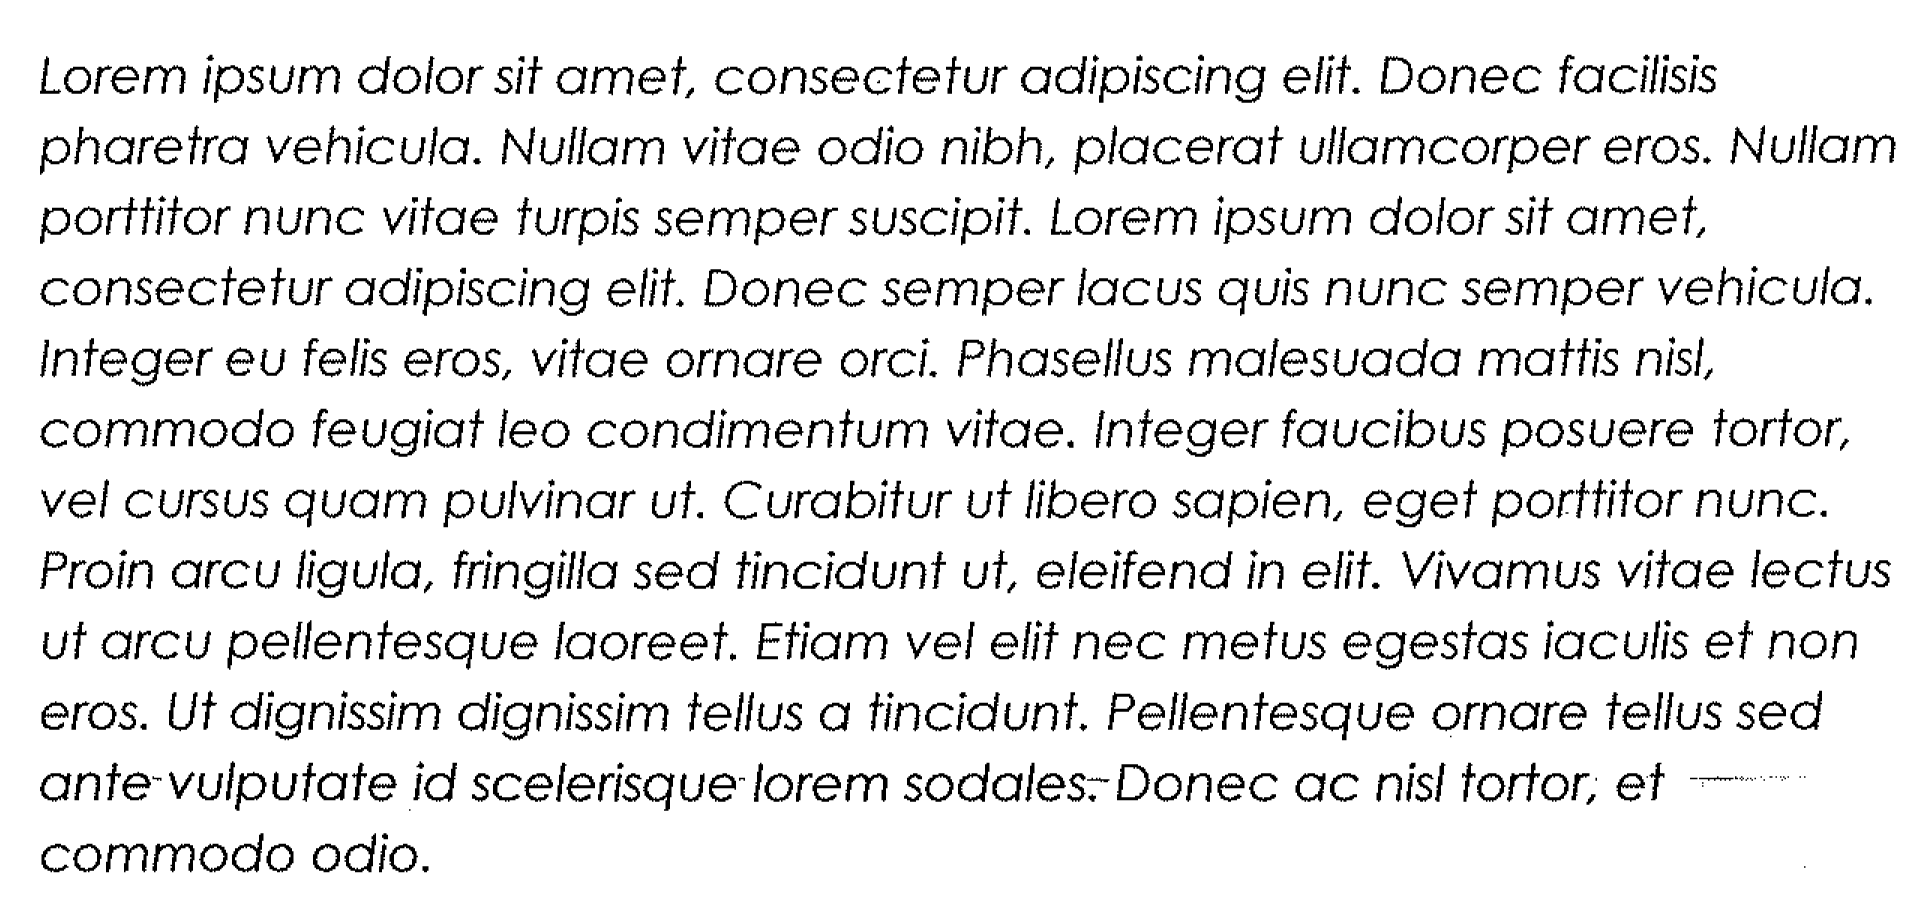 Lorem ipsum dolor sit amet, consectetur adipiscing elit. Donec facilisis
pharetra vehicula. Nullam vitae odio nibh, placerat ullamcorper eros. Nullam
porttitor nunc vitae turpis semper suscipit. Lorem ipsum dolor sit amet,
consectetur adipiscing elit. Donec semper lacus quis nunc semper vehicula.
Integer eu felis eros, vitae ornare orci. Phasellus malesuada mattis nisl,
commodo feugiat leo condimentum vitae. Integer faucibus posuere tortor,
vel cursus quam pulvinar ut. Curabitur ut libero sapien, eget porttitor nunc.
Proin arcu ligula, fringilla sed tincidunt ut, eleifend in elit. Vivamus vitae lectus
ut arcu pellentesque laoreet. Etiam vel elit nec metus egestas iaculis et non
eros. Ut dignissim dignissim tellus a tincidunt. Pellentesque ornare tellus sed
ante vulputate id scelerisque lorem sodales. Donec ac nisl tortor, et
commodo odio.